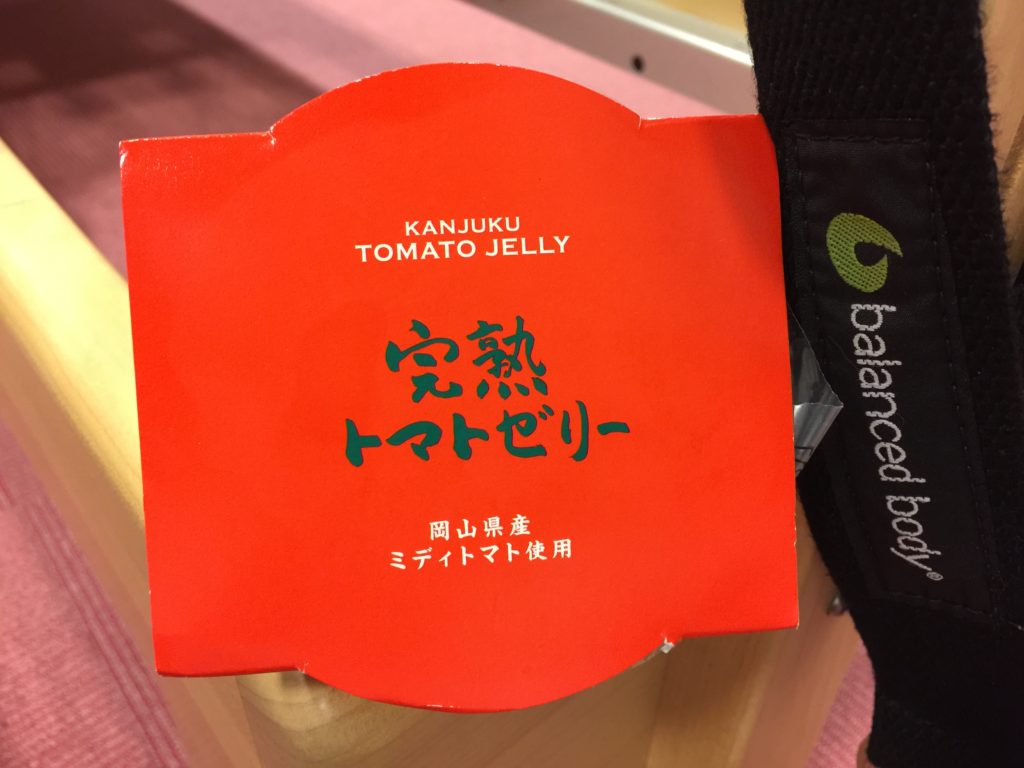 KANJUKU
TOMATO JELLY
完熟
トマトゼリー
岡山県産
ミディトマト使用
balanced body®